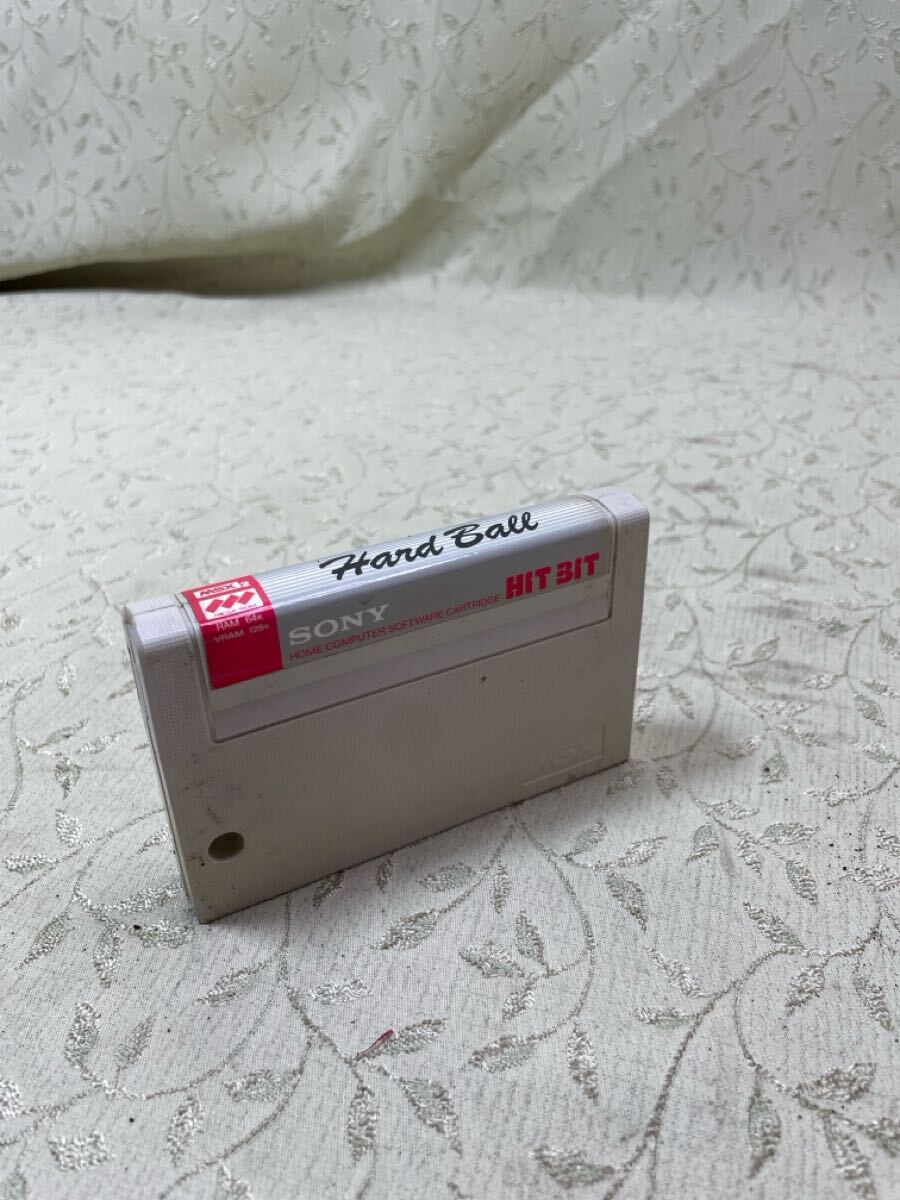 Hard Ball
MSX2
RAM 64K
VRAM 128K
SONY
HOME COMPUTER SOFTWARE CARTRIDGE
HIT BIT
MSX